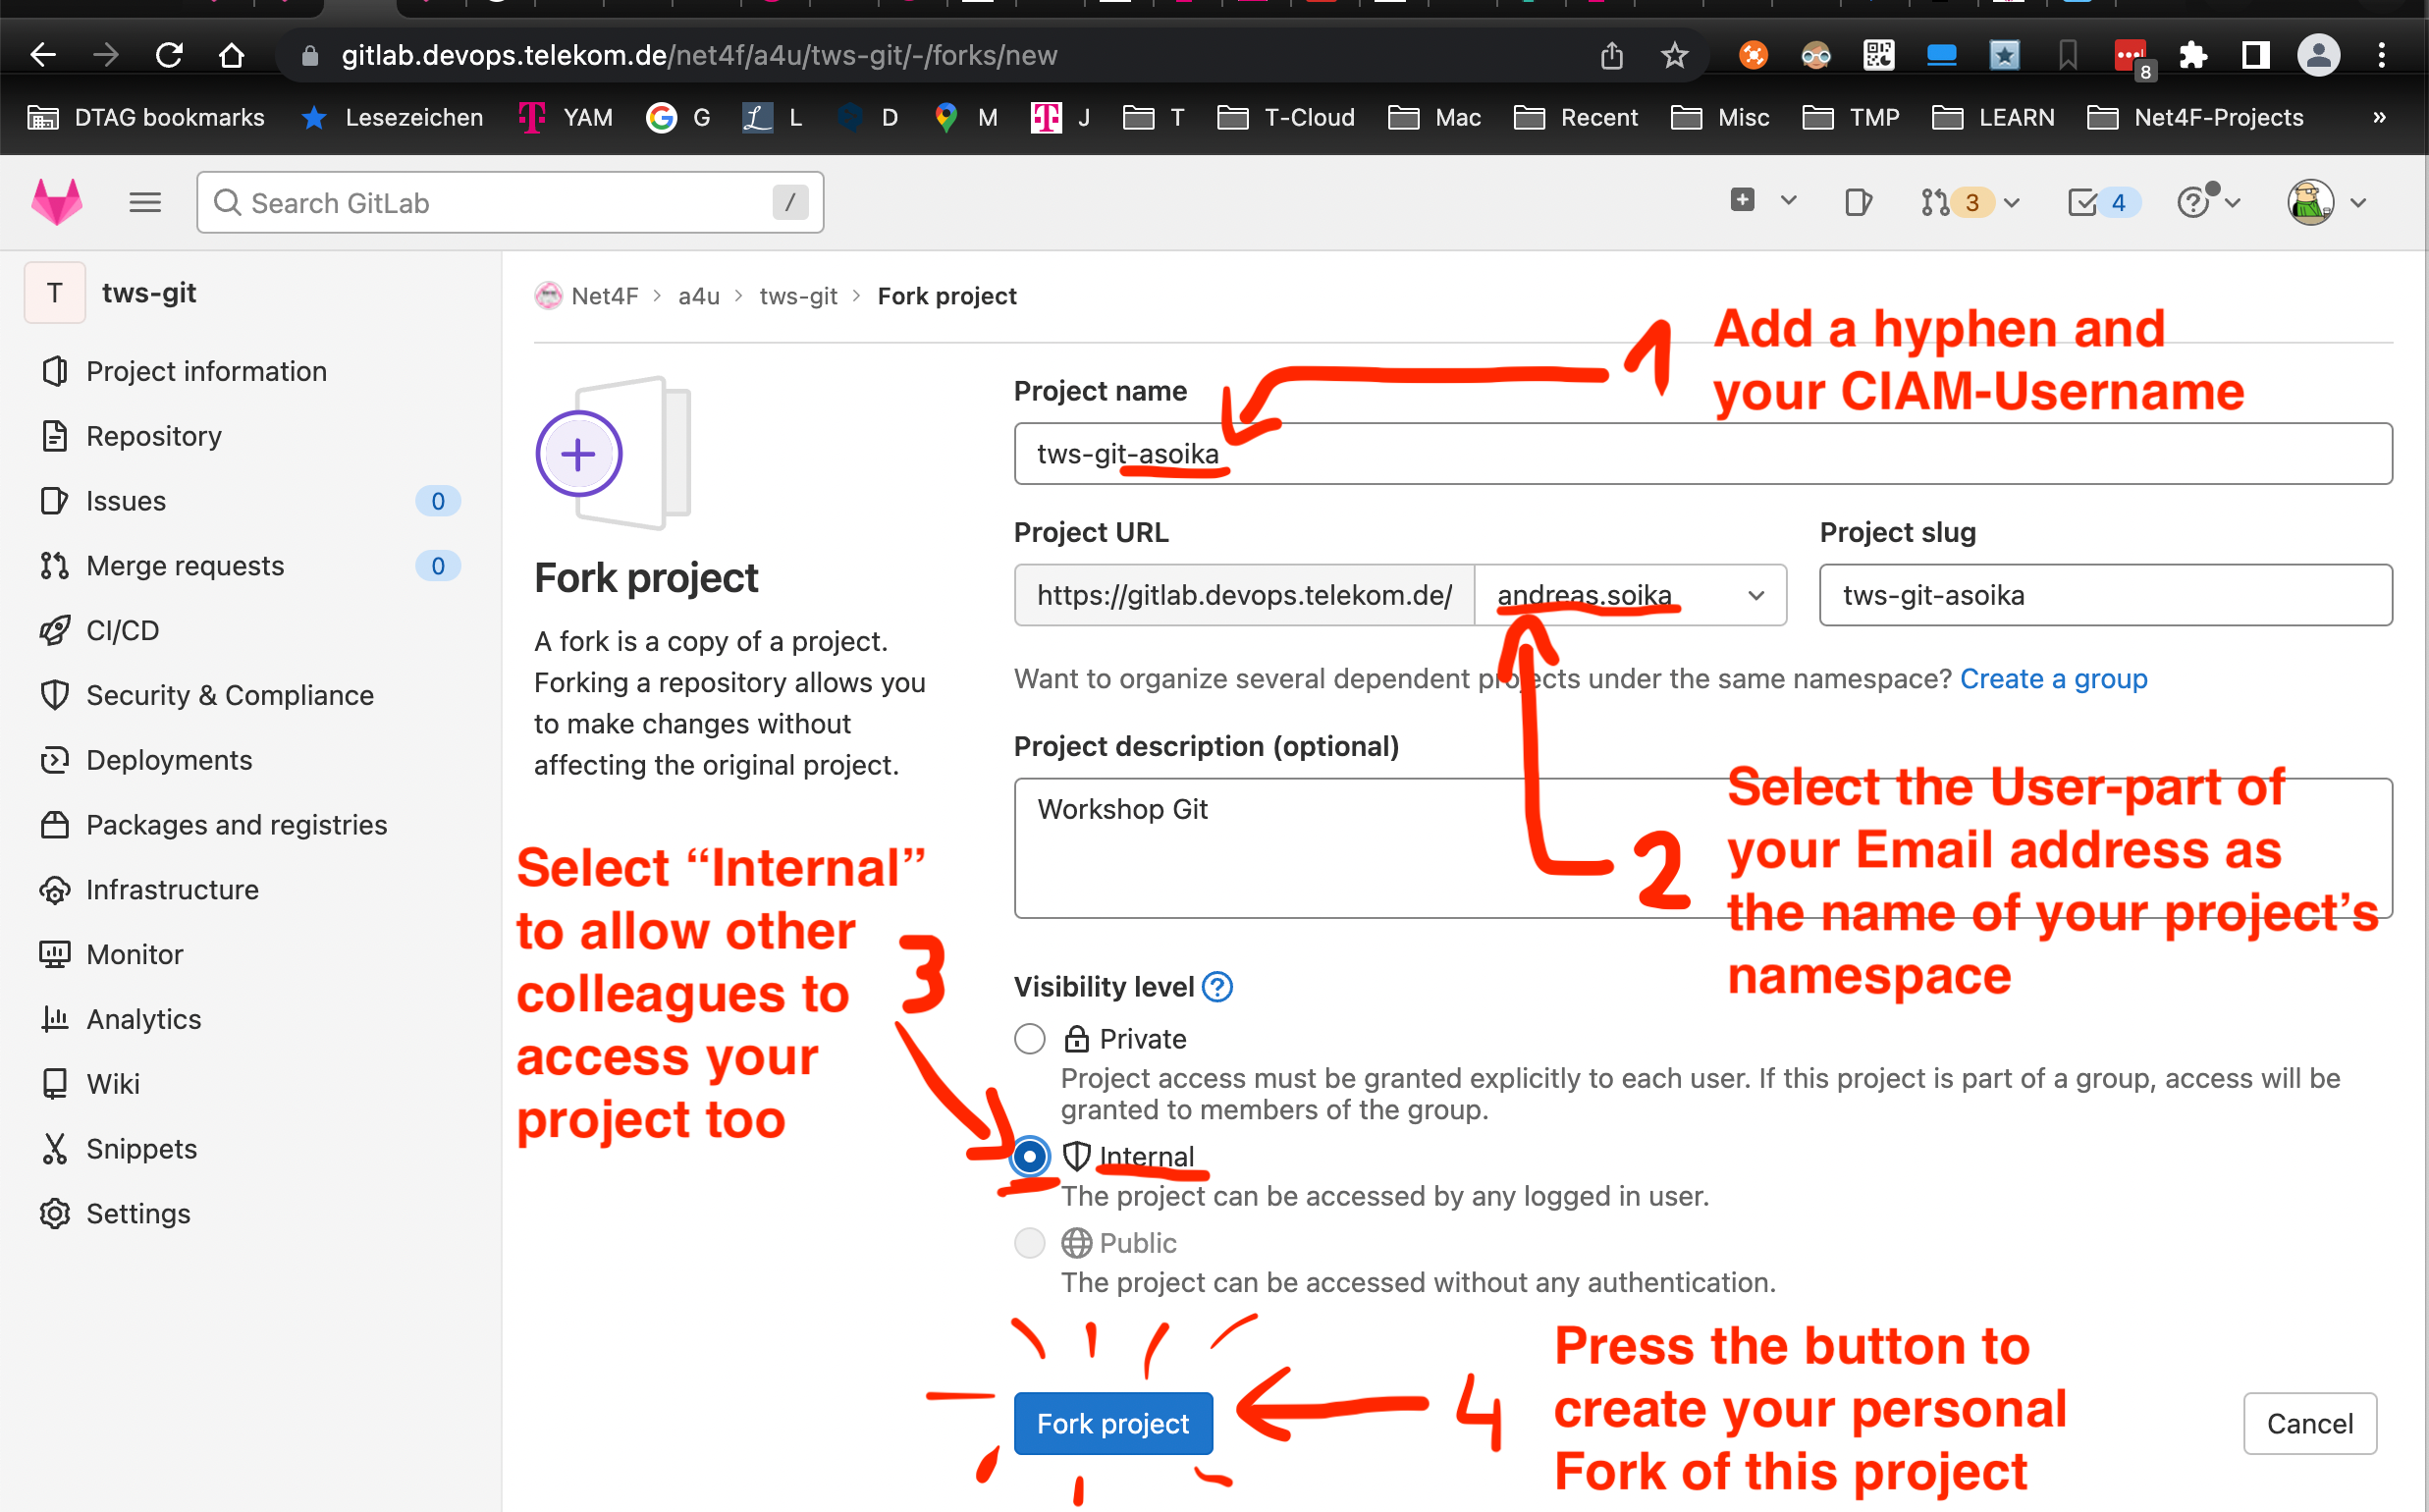 gitlab.devops.telekom.de/net4f/a4u/tws-git/-/forks/new
8
DTAG bookmarks Lesezeichen YAM G L D M J T T-Cloud Mac Recent Misc TMP LEARN Net4F-Projects »
Search GitLab /
3 4
T tws-git
Project information
Repository
Issues 0
Merge requests 0
CI/CD
Security & Compliance
Deployments
Packages and registries
Infrastructure
Monitor
Analytics
Wiki
Snippets
Settings
Net4F > a4u > tws-git > Fork project
1 Add a hyphen and
your CIAM-Username
Fork project
A fork is a copy of a project.
Forking a repository allows you
to make changes without
affecting the original project.
Project name
tws-git-asoika
Project URL
https://gitlab.devops.telekom.de/ andreas.soika
Project slug
tws-git-asoika
Want to organize several dependent projects under the same namespace? Create a group
Project description (optional)
Workshop Git
2 Select the User-part of
your Email address as
the name of your project’s
namespace
Select “Internal”
to allow other
colleagues to
access your
project too
3
Visibility level ?
Private
Project access must be granted explicitly to each user. If this project is part of a group, access will be
granted to members of the group.
Internal
The project can be accessed by any logged in user.
Public
The project can be accessed without any authentication.
Fork project
4 Press the button to
create your personal
Fork of this project
Cancel